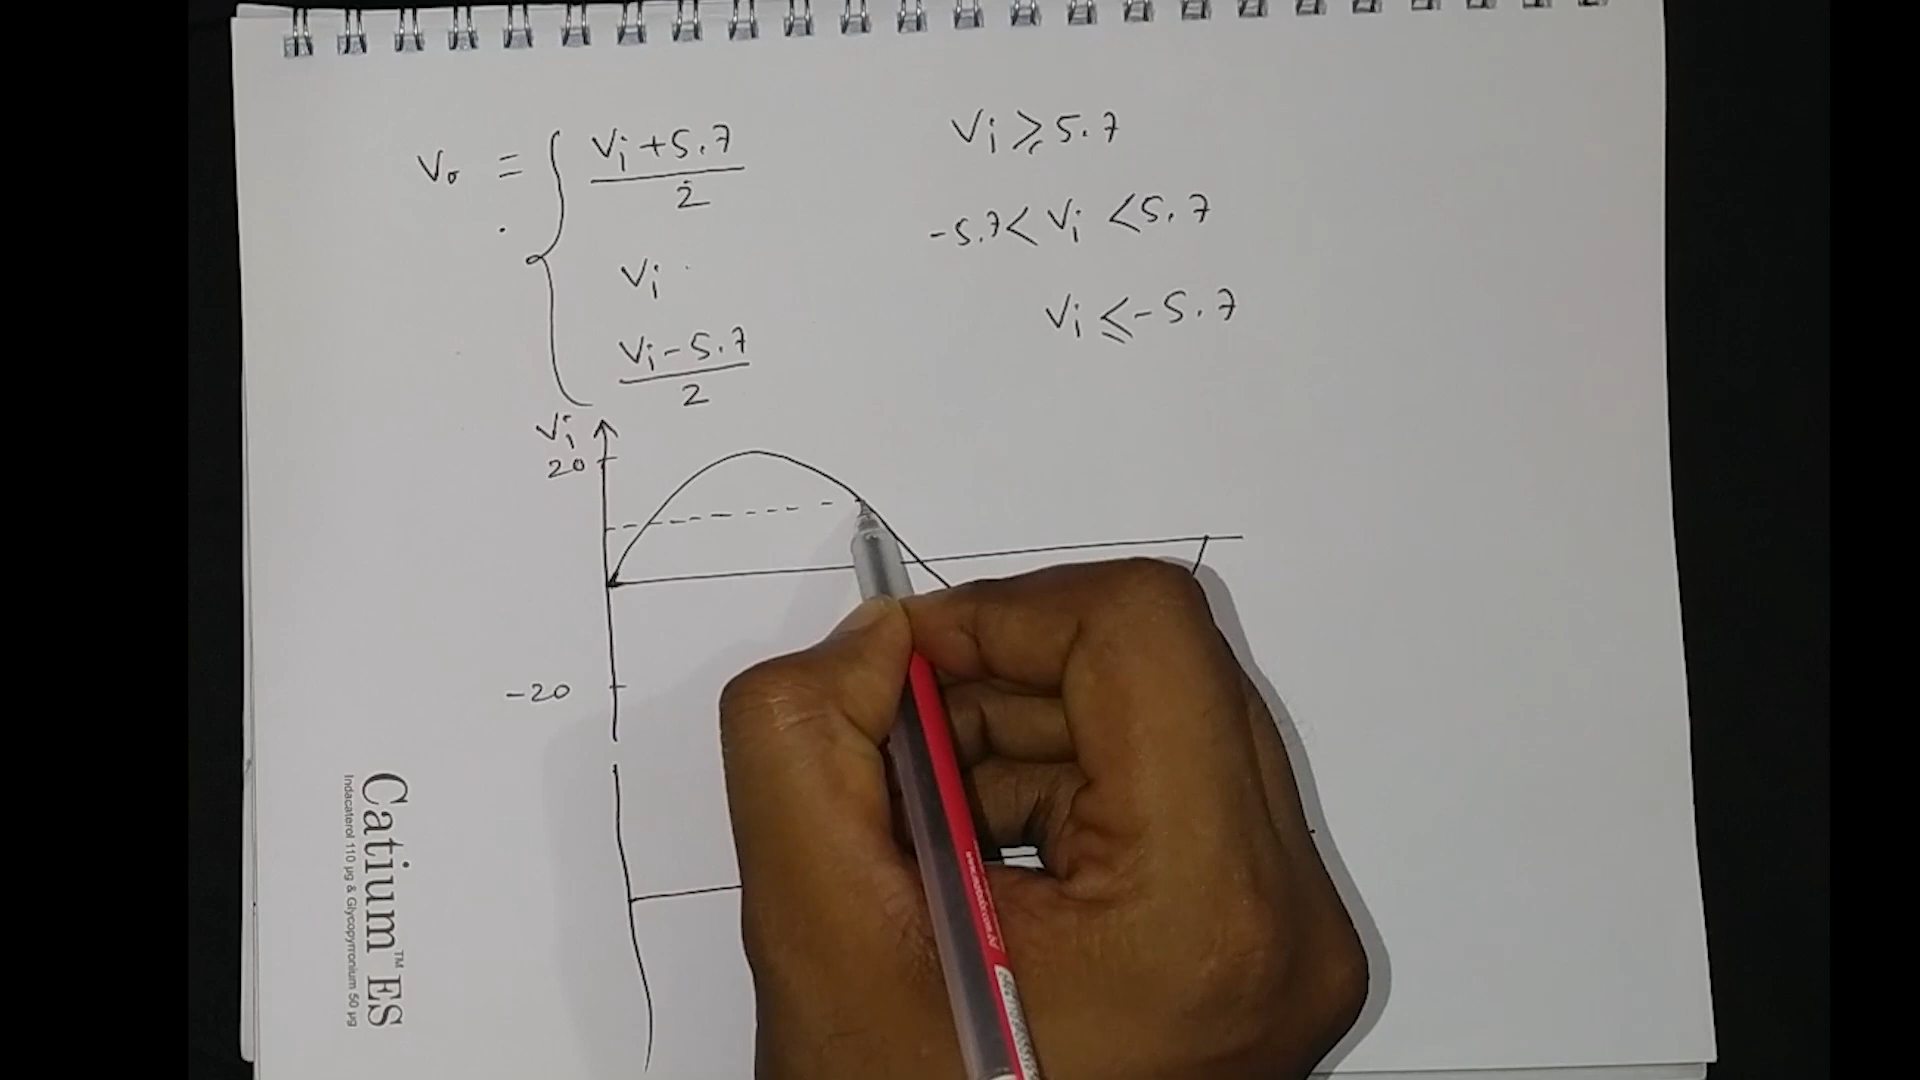 Vo = { (Vi + 5.7)/2    Vi ≥ 5.7
Vi    -5.7 < Vi < 5.7
(Vi - 5.7)/2    Vi ≤ -5.7
Vi
20
-20
Catium™ ES
Indacaterol 110 µg & Glycopyrronium 50 µg